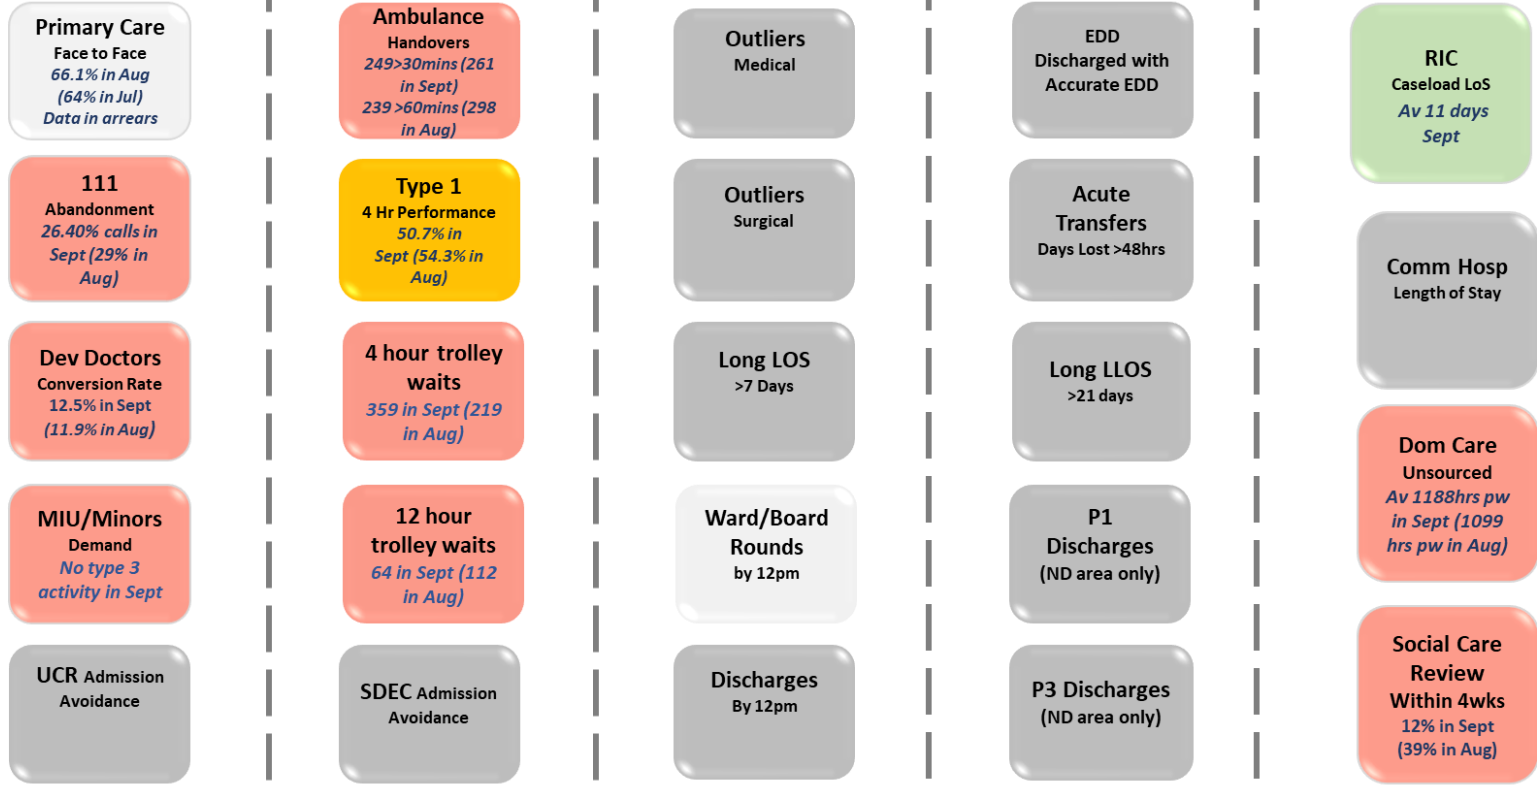 Primary Care
Face to Face
66.1% in Aug
(64% in Jul)
Data in arrears
111
Abandonment
26.40% calls in
Sept (29% in
Aug)
Dev Doctors
Conversion Rate
12.5% in Sept
(11.9% in Aug)
MIU/Minors
Demand
No type 3
activity in Sept
UCR Admission
Avoidance
Ambulance
Handovers
249>30mins (261
in Sept)
239 >60mins (298
in Aug)
Type 1
4 Hr Performance
50.7% in
Sept (54.3% in
Aug)
4 hour trolley
waits
359 in Sept (219
in Aug)
12 hour
trolley waits
64 in Sept (112
in Aug)
SDEC Admission
Avoidance
Outliers
Medical
Outliers
Surgical
Long LOS
>7 Days
Ward/Board
Rounds
by 12pm
Discharges
By 12pm
EDD
Discharged with
Accurate EDD
Acute
Transfers
Days Lost >48hrs
Long LLOS
>21 days
P1
Discharges
(ND area only)
P3 Discharges
(ND area only)
RIC
Caseload LoS
Av 11 days
Sept
Comm Hosp
Length of Stay
Dom Care
Unsourced
Av 1188hrs pw
in Sept (1099
hrs pw in Aug)
Social Care
Review
Within 4wks
12% in Sept
(39% in Aug)